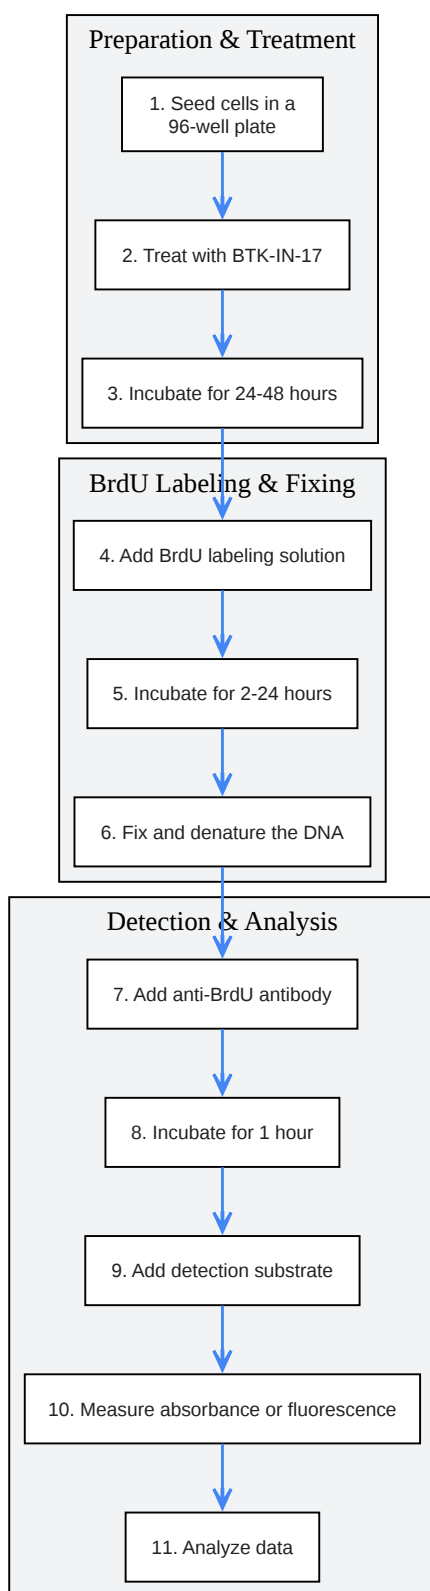 Preparation & Treatment
1. Seed cells in a
96-well plate
2. Treat with BTK-IN-17
3. Incubate for 24-48 hours
BrdU Labeling & Fixing
4. Add BrdU labeling solution
5. Incubate for 2-24 hours
6. Fix and denature the DNA
Detection & Analysis
7. Add anti-BrdU antibody
8. Incubate for 1 hour
9. Add detection substrate
10. Measure absorbance or fluorescence
11. Analyze data